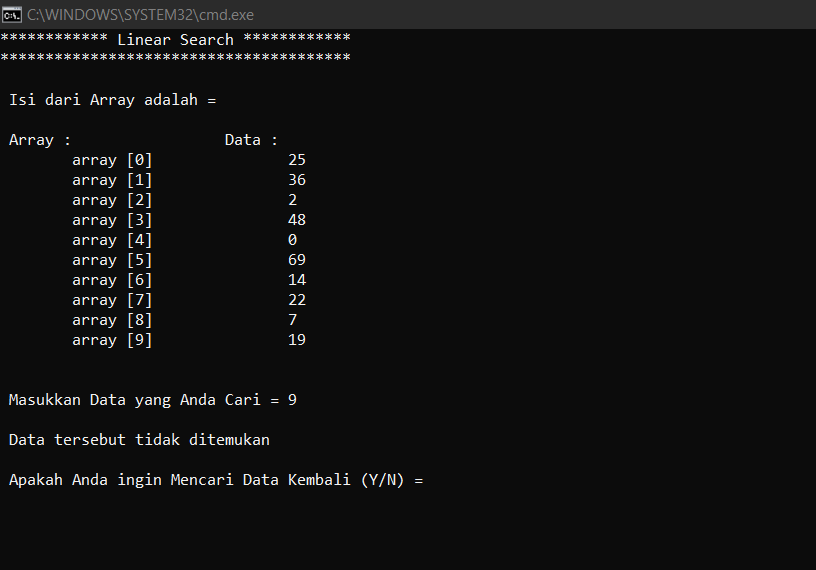 C:\WINDOWS\SYSTEM32\cmd.exe
************ Linear Search ************
***************************************
Isi dari Array adalah =
Array : Data :
array [0] 25
array [1] 36
array [2] 2
array [3] 48
array [4] 0
array [5] 69
array [6] 14
array [7] 22
array [8] 7
array [9] 19
Masukkan Data yang Anda Cari = 9
Data tersebut tidak ditemukan
Apakah Anda ingin Mencari Data Kembali (Y/N) =